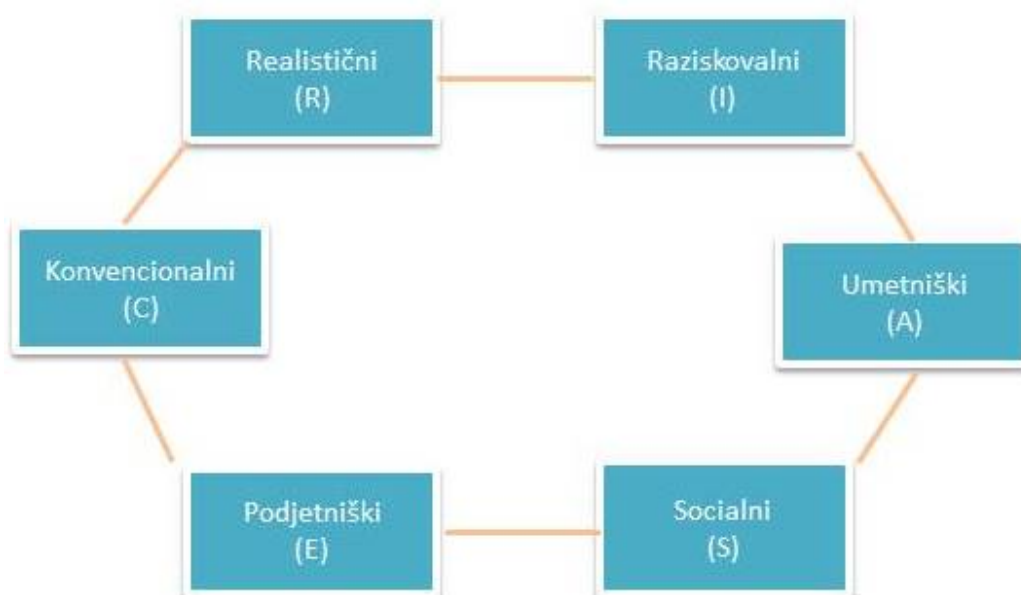 Realistični
(R)
Raziskovalni
(I)
Konvencionalni
(C)
Umetniški
(A)
Podjetniški
(E)
Socialni
(S)